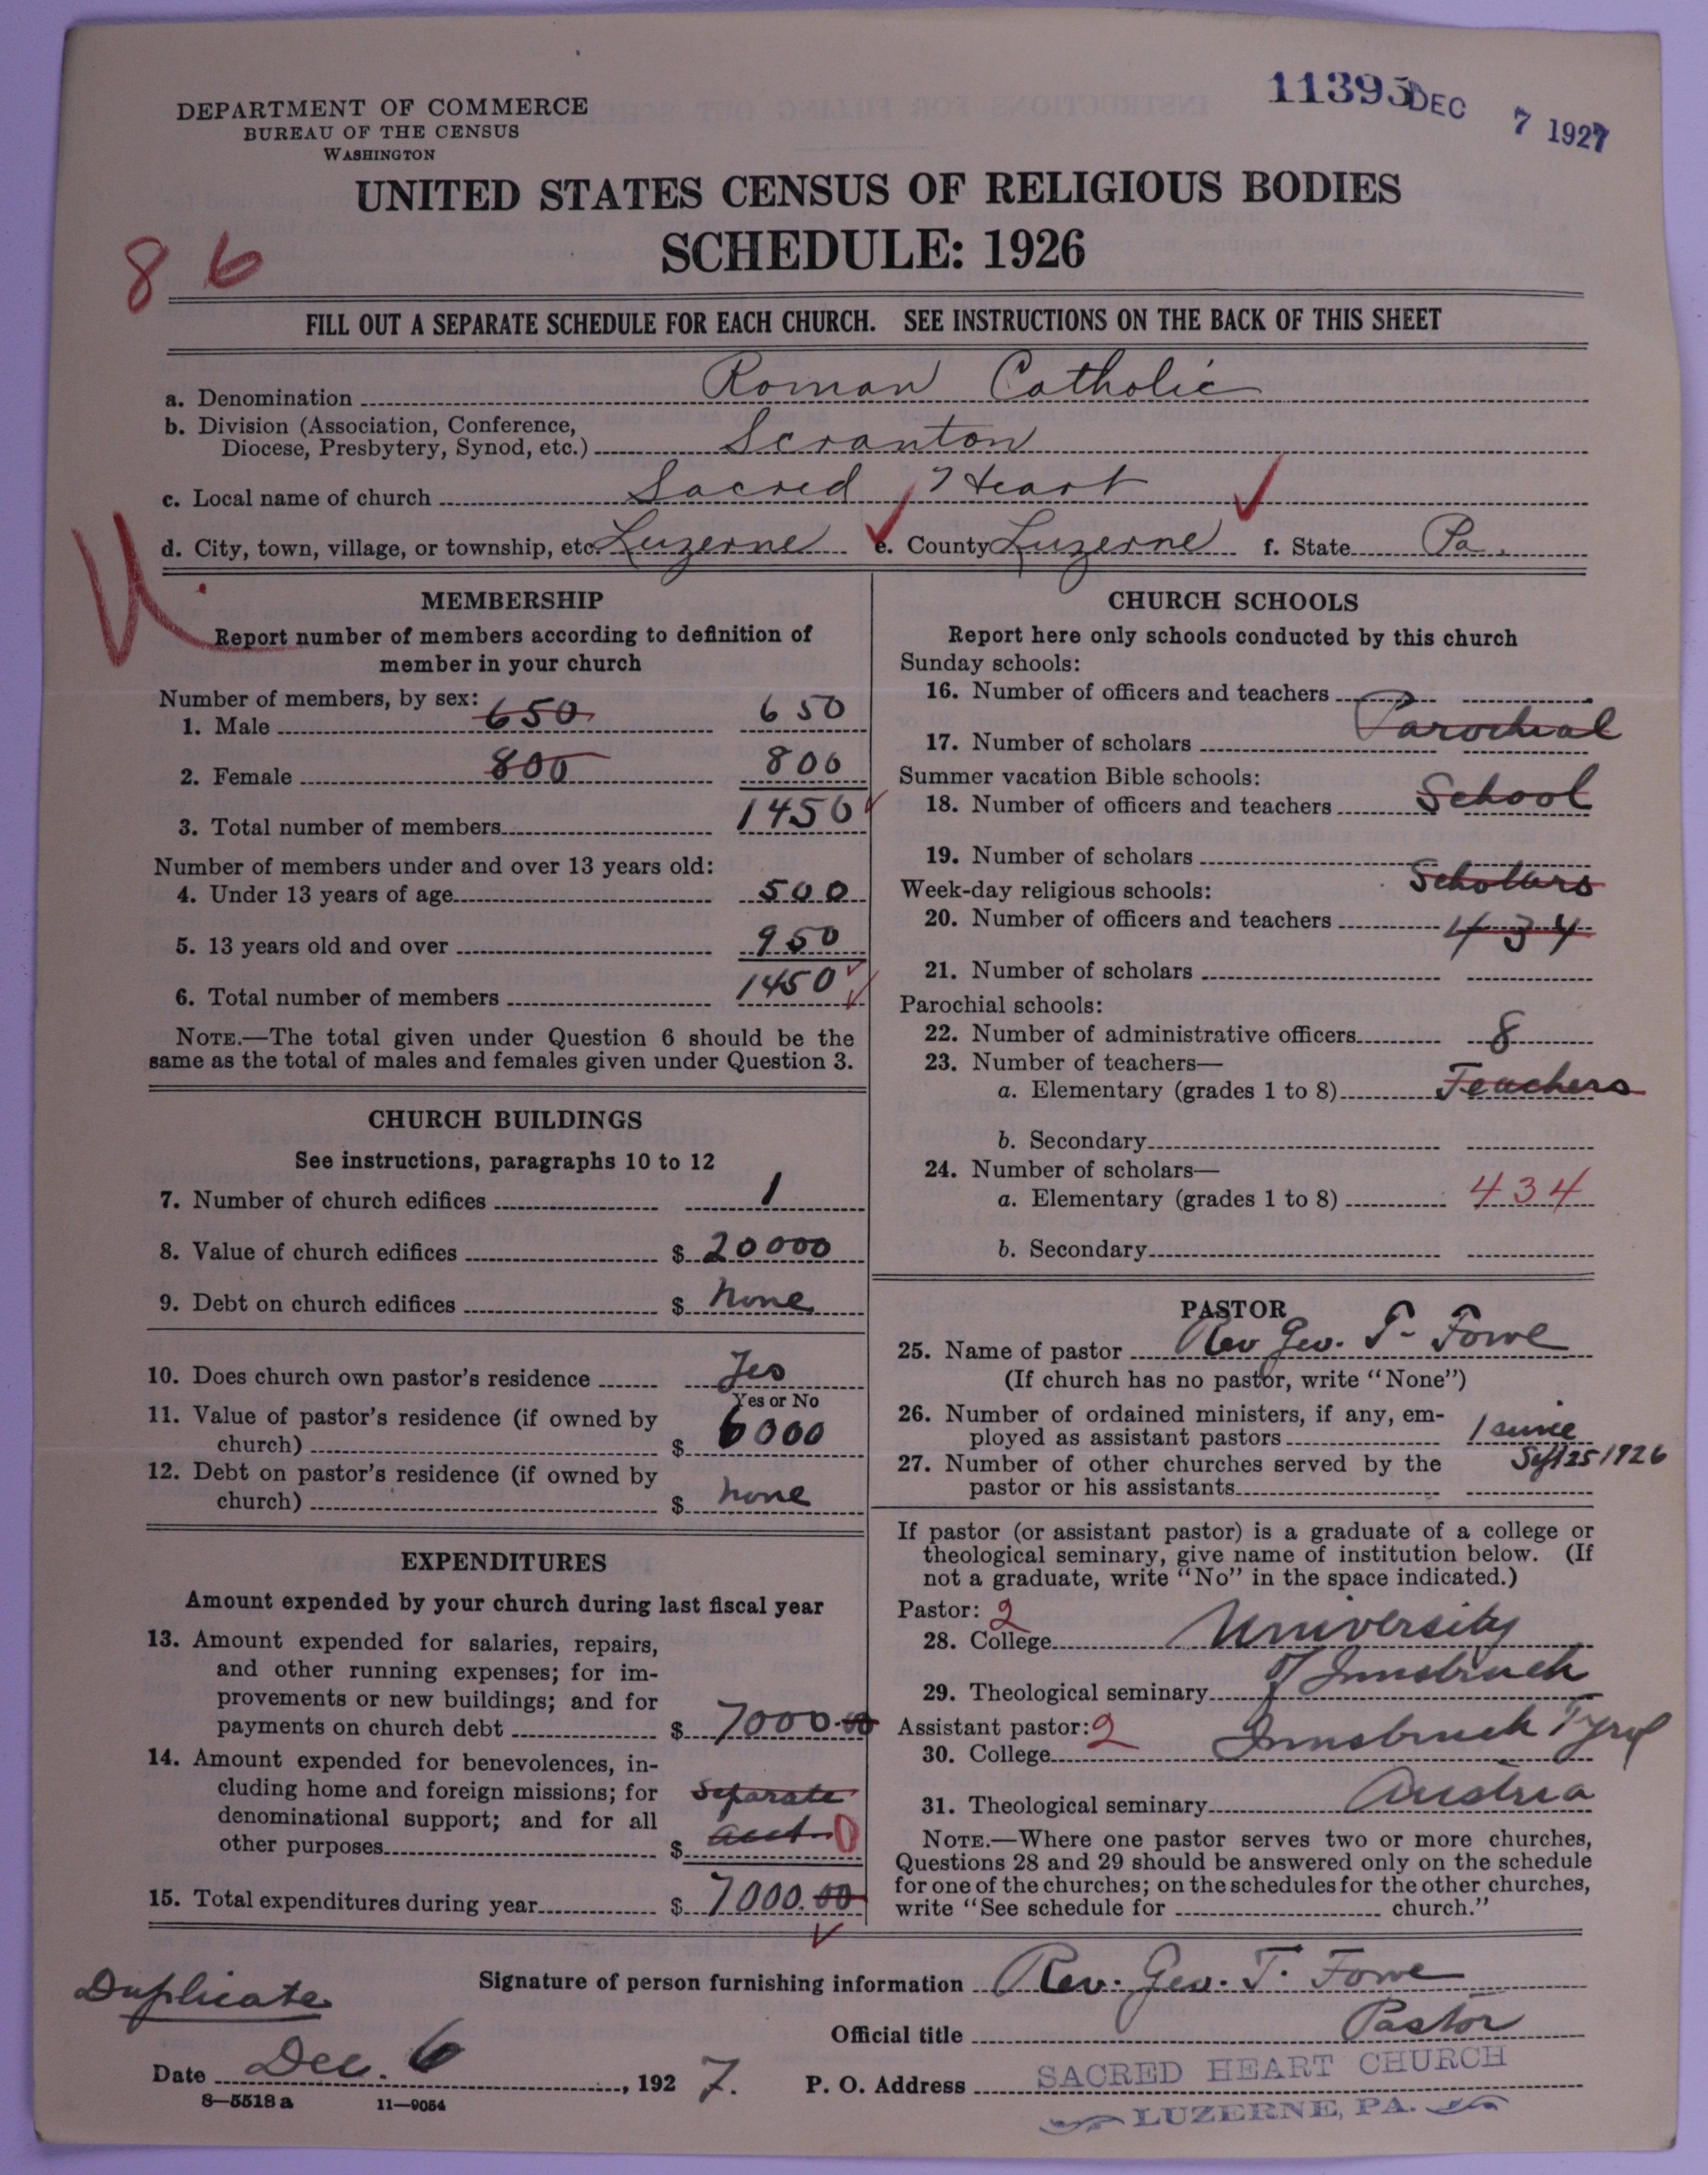 11395 DEC 7 1927
DEPARTMENT OF COMMERCE
BUREAU OF THE CENSUS
WASHINGTON
UNITED STATES CENSUS OF RELIGIOUS BODIES
SCHEDULE: 1926
86
FILL OUT A SEPARATE SCHEDULE FOR EACH CHURCH. SEE INSTRUCTIONS ON THE BACK OF THIS SHEET
a. Denomination Roman Catholic
b. Division (Association, Conference,
Diocese, Presbytery, Synod, etc.) Scranton
c. Local name of church Sacred Heart
d. City, town, village, or township, etc. Luzerne e. County Luzerne f. State Pa.
MEMBERSHIP
Report number of members according to definition of
member in your church
Number of members, by sex:
1. Male 650 650
2. Female 800 800
3. Total number of members 1450
Number of members under and over 13 years old:
4. Under 13 years of age 500
5. 13 years old and over 950
6. Total number of members 1450
NOTE.—The total given under Question 6 should be the
same as the total of males and females given under Question 3.
CHURCH BUILDINGS
See instructions, paragraphs 10 to 12
7. Number of church edifices 1
8. Value of church edifices $ 20000
9. Debt on church edifices $ None
10. Does church own pastor's residence Yes
Yes or No
11. Value of pastor's residence (if owned by
church) $ 6000
12. Debt on pastor's residence (if owned by
church) $ none
EXPENDITURES
Amount expended by your church during last fiscal year
13. Amount expended for salaries, repairs,
and other running expenses; for im-
provements or new buildings; and for
payments on church debt $ 7000.00
14. Amount expended for benevolences, in-
cluding home and foreign missions; for Separate
denominational support; and for all acct. 0
other purposes $
15. Total expenditures during year $ 7000.00
CHURCH SCHOOLS
Report here only schools conducted by this church
Sunday schools:
16. Number of officers and teachers
17. Number of scholars Parochial
Summer vacation Bible schools:
18. Number of officers and teachers School
19. Number of scholars
Week-day religious schools: Scholars
20. Number of officers and teachers 434
21. Number of scholars
Parochial schools:
22. Number of administrative officers 8
23. Number of teachers—
a. Elementary (grades 1 to 8) Teachers
b. Secondary
24. Number of scholars—
a. Elementary (grades 1 to 8) 434
b. Secondary
PASTOR
25. Name of pastor Rev Geo. T. Fowe
(If church has no pastor, write "None")
26. Number of ordained ministers, if any, em-
ployed as assistant pastors 1 since
27. Number of other churches served by the Sept 25 1926
pastor or his assistants
If pastor (or assistant pastor) is a graduate of a college or
theological seminary, give name of institution below. (If
not a graduate, write "No" in the space indicated.)
Pastor: 2
28. College University
29. Theological seminary of Innsbruck
Assistant pastor: 2
30. College Innsbruck Tyrol
31. Theological seminary Austria
NOTE.—Where one pastor serves two or more churches,
Questions 28 and 29 should be answered only on the schedule
for one of the churches; on the schedules for the other churches,
write "See schedule for church."
Duplicate
Signature of person furnishing information Rev. Geo. T. Fowe
Official title Pastor
Date Dec. 6, 1927. P. O. Address SACRED HEART CHURCH
8—5518 a 11—9054
LUZERNE, PA.